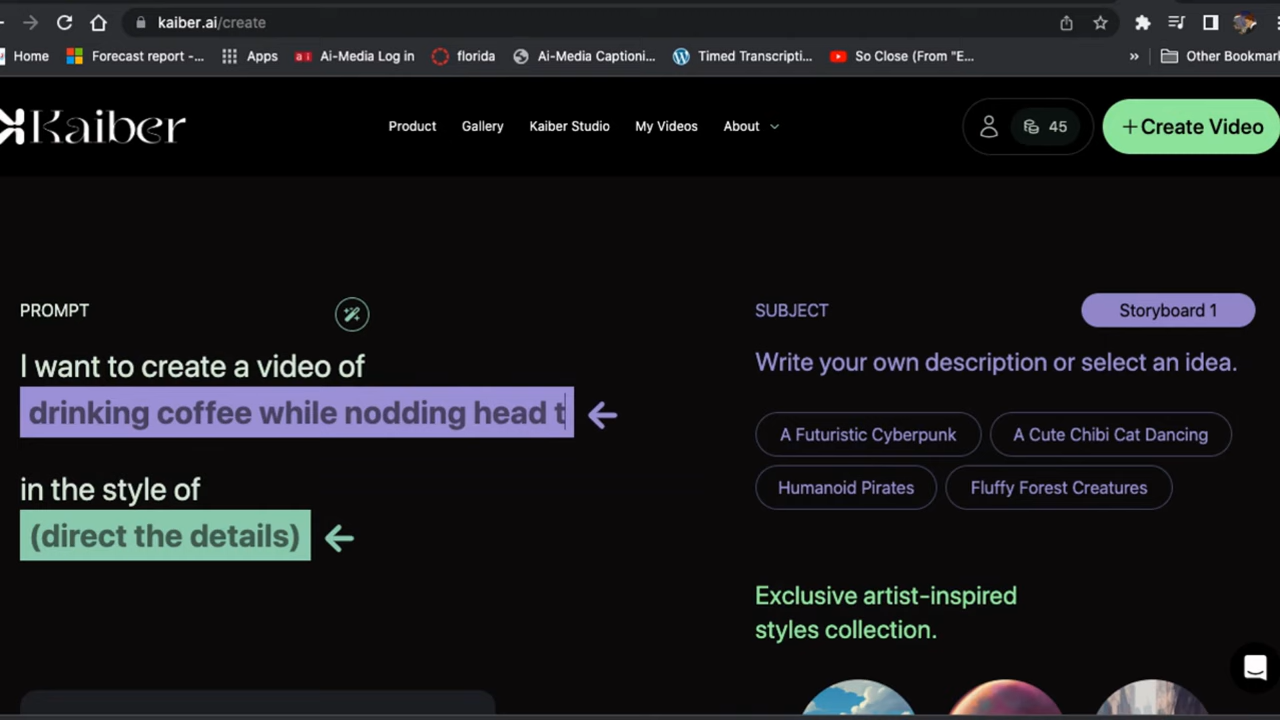 kaiber.ai/create
Home
Forecast report -...
Apps
Ai-Media Log in
florida
Ai-Media Captioni...
Timed Transcripti...
So Close (From "E...
»
Other Bookmar
Kaiber
Product
Gallery
Kaiber Studio
My Videos
About
45
+Create Video
PROMPT
I want to create a video of
drinking coffee while nodding head t
in the style of
(direct the details)
SUBJECT
Storyboard 1
Write your own description or select an idea.
A Futuristic Cyberpunk
A Cute Chibi Cat Dancing
Humanoid Pirates
Fluffy Forest Creatures
Exclusive artist-inspired
styles collection.